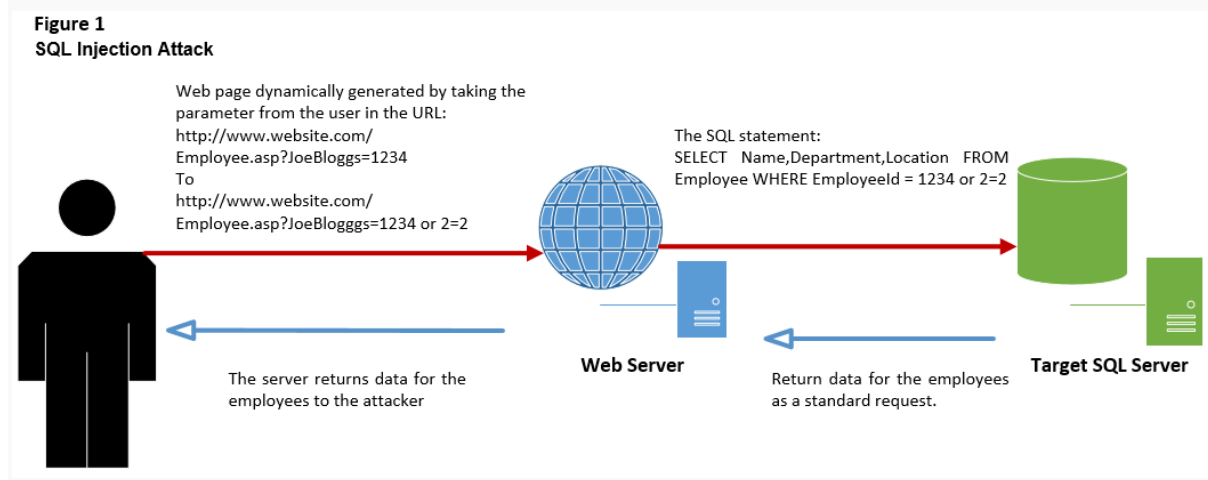 Figure 1
SQL Injection Attack
Web page dynamically generated by taking the
parameter from the user in the URL:
http://www.website.com/
Employee.asp?JoeBloggs=1234
To
http://www.website.com/
Employee.asp?JoeBlogggs=1234 or 2=2
The SQL statement:
SELECT Name,Department,Location FROM
Employee WHERE EmployeeId = 1234 or 2=2
Web Server
Target SQL Server
The server returns data for the
employees to the attacker
Return data for the employees
as a standard request.